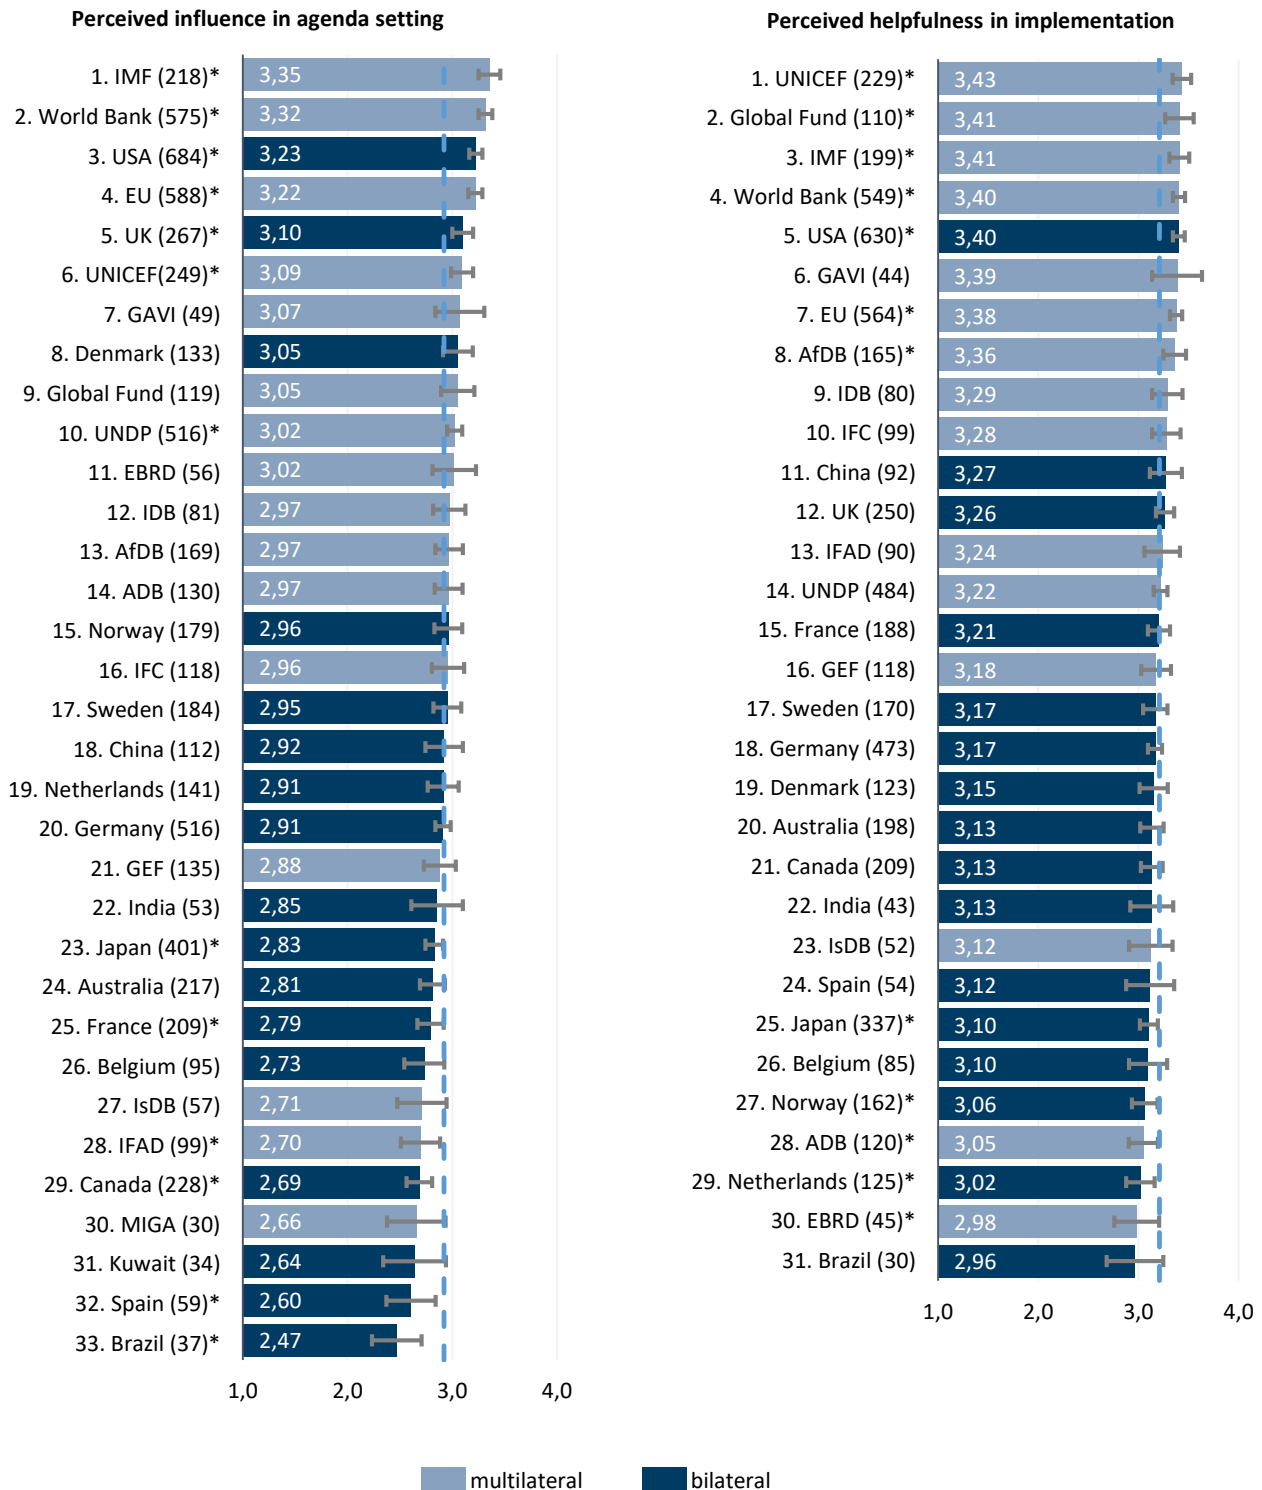 Perceived influence in agenda setting
1. IMF (218)* 3,35
2. World Bank (575)* 3,32
3. USA (684)* 3,23
4. EU (588)* 3,22
5. UK (267)* 3,10
6. UNICEF(249)* 3,09
7. GAVI (49) 3,07
8. Denmark (133) 3,05
9. Global Fund (119) 3,05
10. UNDP (516)* 3,02
11. EBRD (56) 3,02
12. IDB (81) 2,97
13. AfDB (169) 2,97
14. ADB (130) 2,97
15. Norway (179) 2,96
16. IFC (118) 2,96
17. Sweden (184) 2,95
18. China (112) 2,92
19. Netherlands (141) 2,91
20. Germany (516) 2,91
21. GEF (135) 2,88
22. India (53) 2,85
23. Japan (401)* 2,83
24. Australia (217) 2,81
25. France (209)* 2,79
26. Belgium (95) 2,73
27. IsDB (57) 2,71
28. IFAD (99)* 2,70
29. Canada (228)* 2,69
30. MIGA (30) 2,66
31. Kuwait (34) 2,64
32. Spain (59)* 2,60
33. Brazil (37)* 2,47
1,0 2,0 3,0 4,0
Perceived helpfulness in implementation
1. UNICEF (229)* 3,43
2. Global Fund (110)* 3,41
3. IMF (199)* 3,41
4. World Bank (549)* 3,40
5. USA (630)* 3,40
6. GAVI (44) 3,39
7. EU (564)* 3,38
8. AfDB (165)* 3,36
9. IDB (80) 3,29
10. IFC (99) 3,28
11. China (92) 3,27
12. UK (250) 3,26
13. IFAD (90) 3,24
14. UNDP (484) 3,22
15. France (188) 3,21
16. GEF (118) 3,18
17. Sweden (170) 3,17
18. Germany (473) 3,17
19. Denmark (123) 3,15
20. Australia (198) 3,13
21. Canada (209) 3,13
22. India (43) 3,13
23. IsDB (52) 3,12
24. Spain (54) 3,12
25. Japan (337)* 3,10
26. Belgium (85) 3,10
27. Norway (162)* 3,06
28. ADB (120)* 3,05
29. Netherlands (125)* 3,02
30. EBRD (45)* 2,98
31. Brazil (30) 2,96
1,0 2,0 3,0 4,0
multilateral bilateral